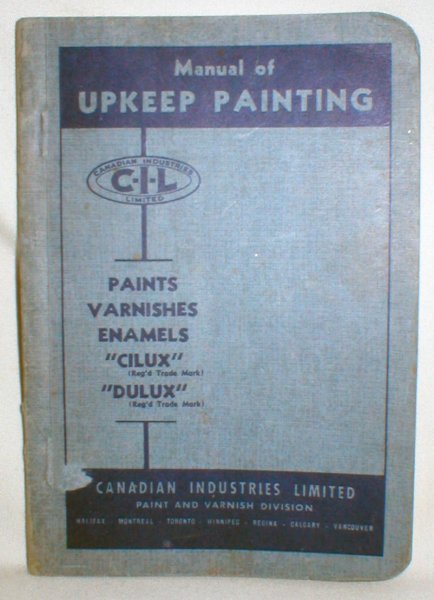 Manual of
UPKEEP PAINTING
CANADIAN INDUSTRIES
C-I-L
LIMITED
PAINTS
VARNISHES
ENAMELS
"CILUX"
(Reg'd Trade Mark)
"DULUX"
(Reg'd Trade Mark)
CANADIAN INDUSTRIES LIMITED
PAINT AND VARNISH DIVISION
HALIFAX - MONTREAL - TORONTO - WINNIPEG - REGINA - CALGARY - VANCOUVER